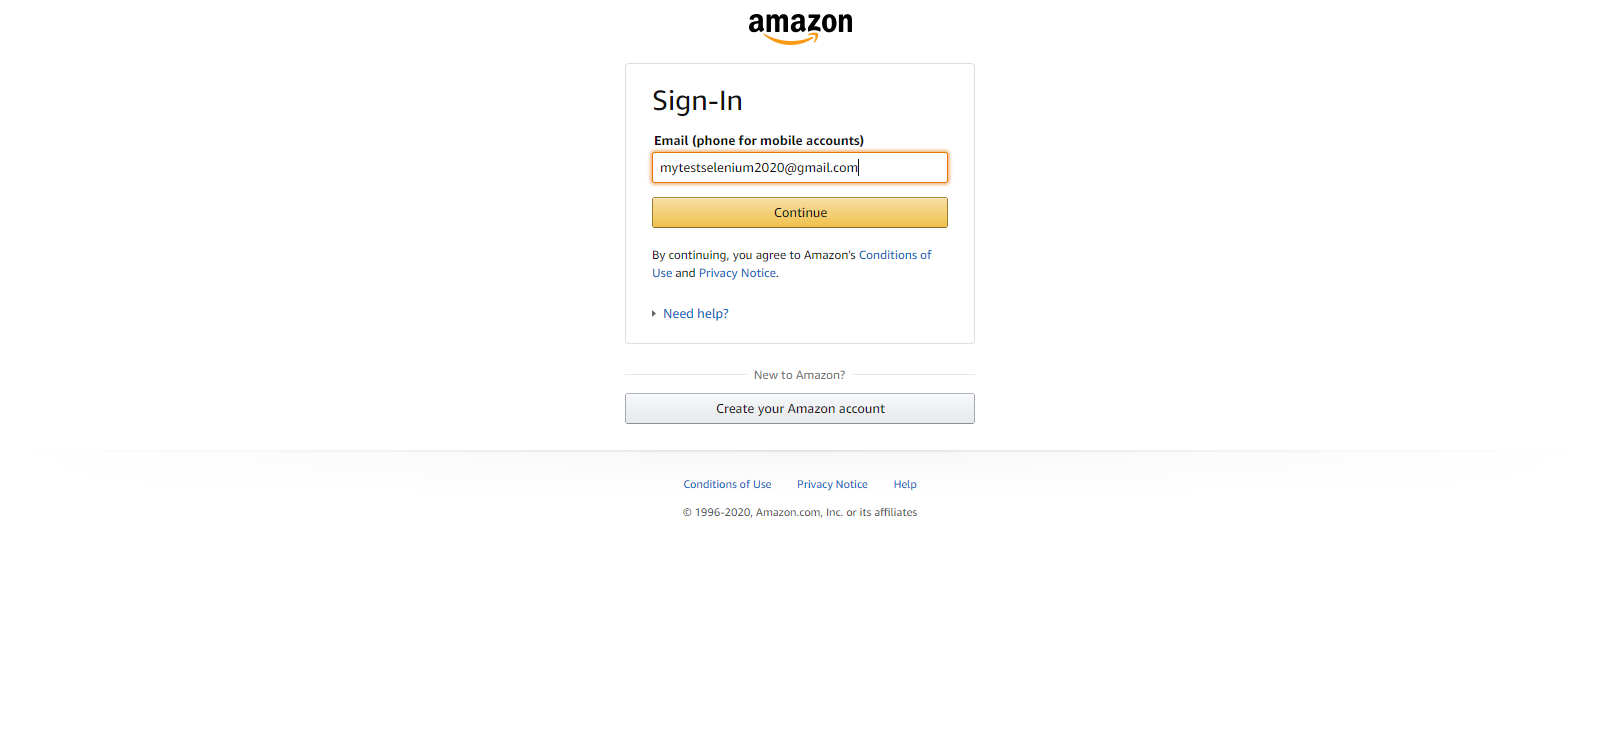 amazon
Sign-In
Email (phone for mobile accounts)
mytestselenium2020@gmail.com
Continue
By continuing, you agree to Amazon's Conditions of
Use and Privacy Notice.
Need help?
New to Amazon?
Create your Amazon account
Conditions of Use Privacy Notice Help
© 1996-2020, Amazon.com, Inc. or its affiliates